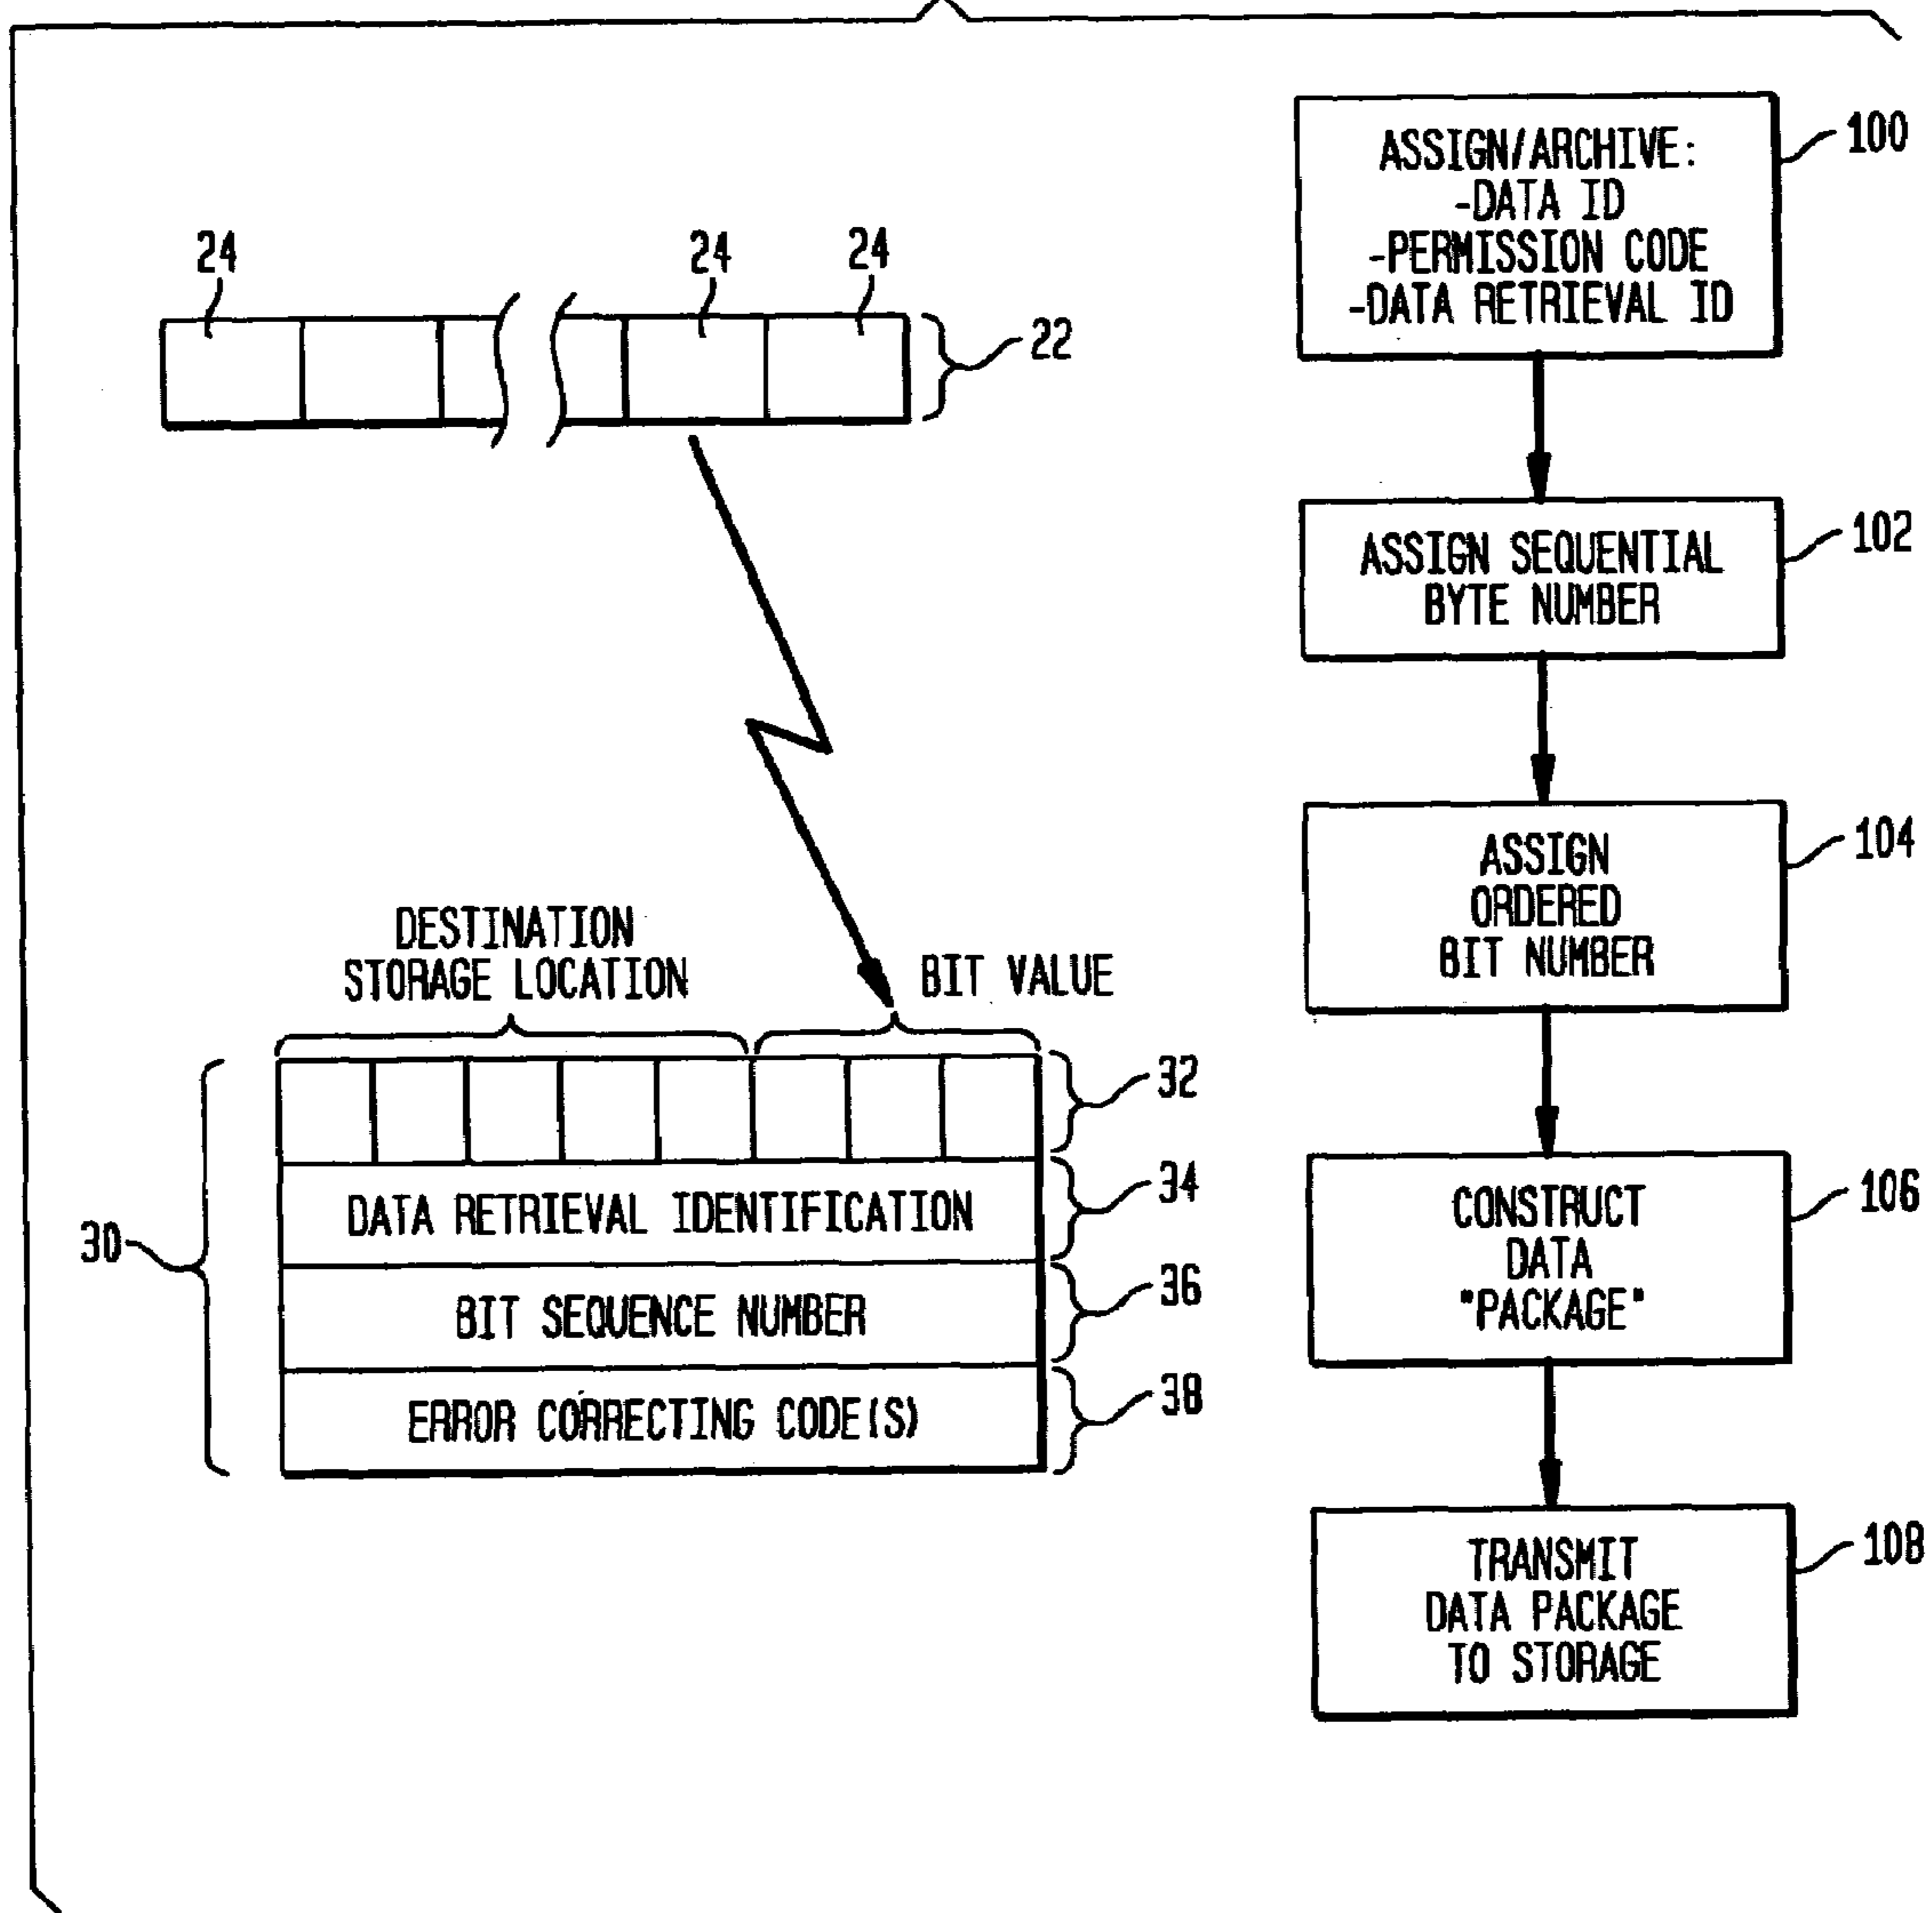 24
24
24
22
DESTINATION
STORAGE LOCATION
BIT VALUE
32
DATA RETRIEVAL IDENTIFICATION
34
30
BIT SEQUENCE NUMBER
36
ERROR CORRECTING CODE(S)
38
ASSIGN/ARCHIVE:
-DATA ID
-PERMISSION CODE
-DATA RETRIEVAL ID
100
ASSIGN SEQUENTIAL
BYTE NUMBER
102
ASSIGN
ORDERED
BIT NUMBER
104
CONSTRUCT
DATA
"PACKAGE"
106
TRANSMIT
DATA PACKAGE
TO STORAGE
108